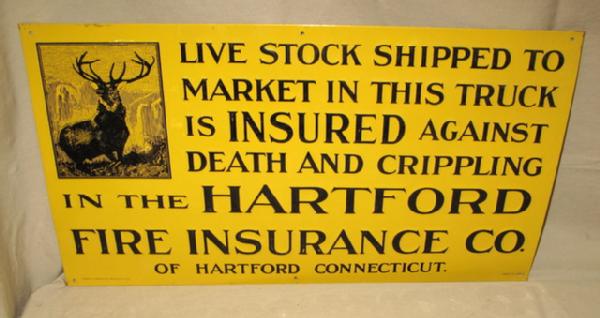 LIVE STOCK SHIPPED TO
MARKET IN THIS TRUCK
IS INSURED AGAINST
DEATH AND CRIPPLING
IN THE HARTFORD
FIRE INSURANCE CO.
OF HARTFORD CONNECTICUT.